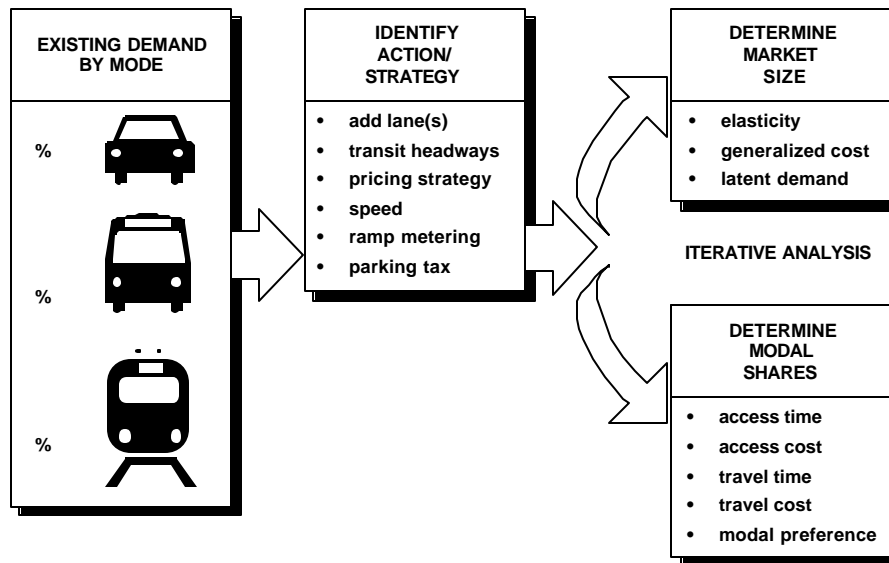 EXISTING DEMAND
BY MODE
%
%
%
IDENTIFY
ACTION/
STRATEGY
• add lane(s)
• transit headways
• pricing strategy
• speed
• ramp metering
• parking tax
DETERMINE
MARKET
SIZE
• elasticity
• generalized cost
• latent demand
ITERATIVE ANALYSIS
DETERMINE
MODAL
SHARES
• access time
• access cost
• travel time
• travel cost
• modal preference